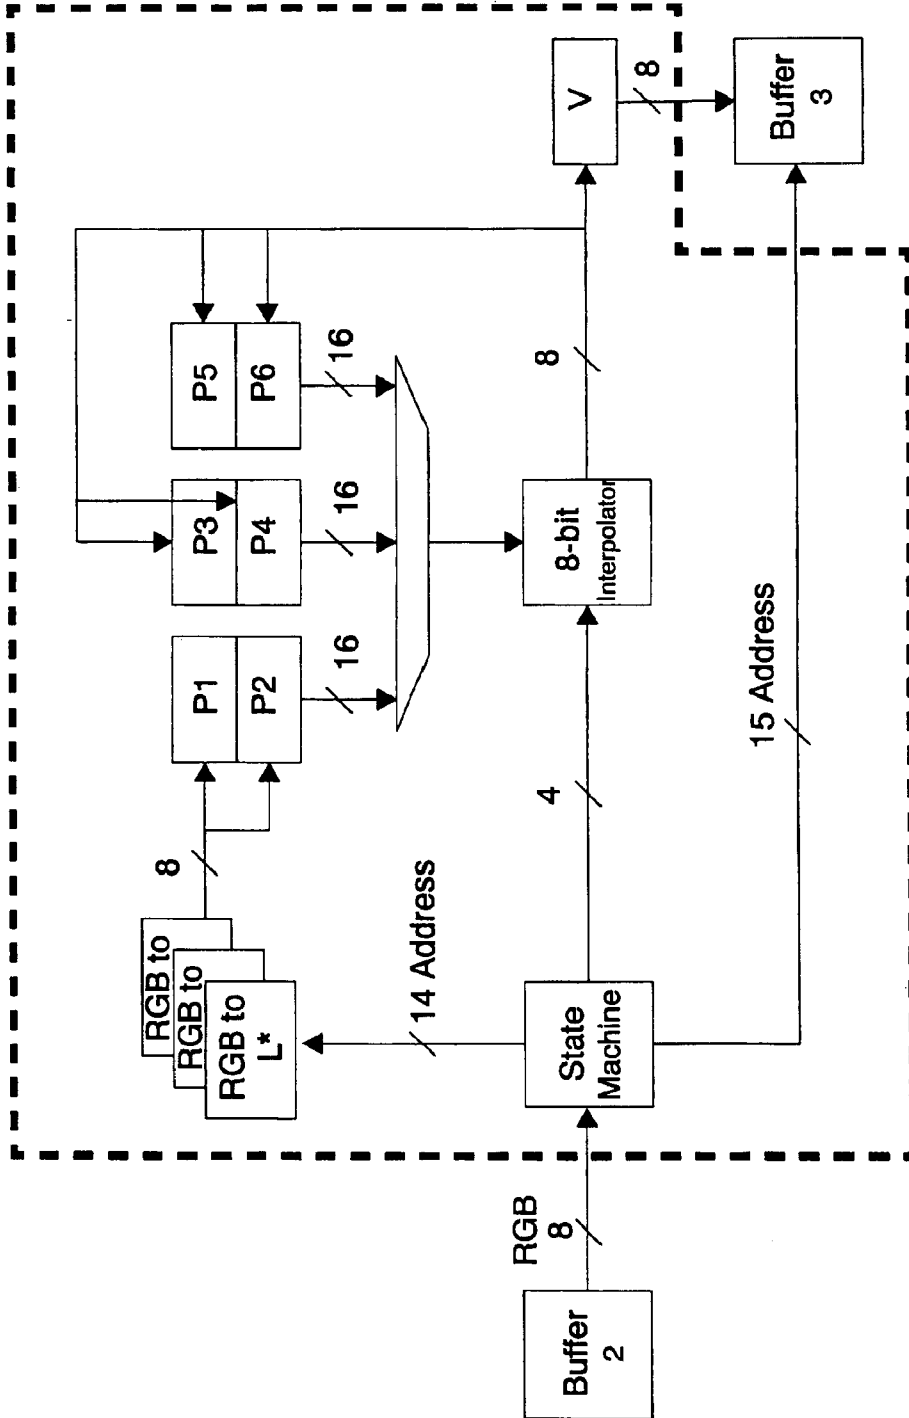 RGB to
RGB to
RGB to
L*
8
P1
P2
P3
P4
P5
P6
16
16
16
14 Address
Buffer
2
RGB
8
State
Machine
4
8-bit
Interpolator
8
V
8
15 Address
Buffer
3